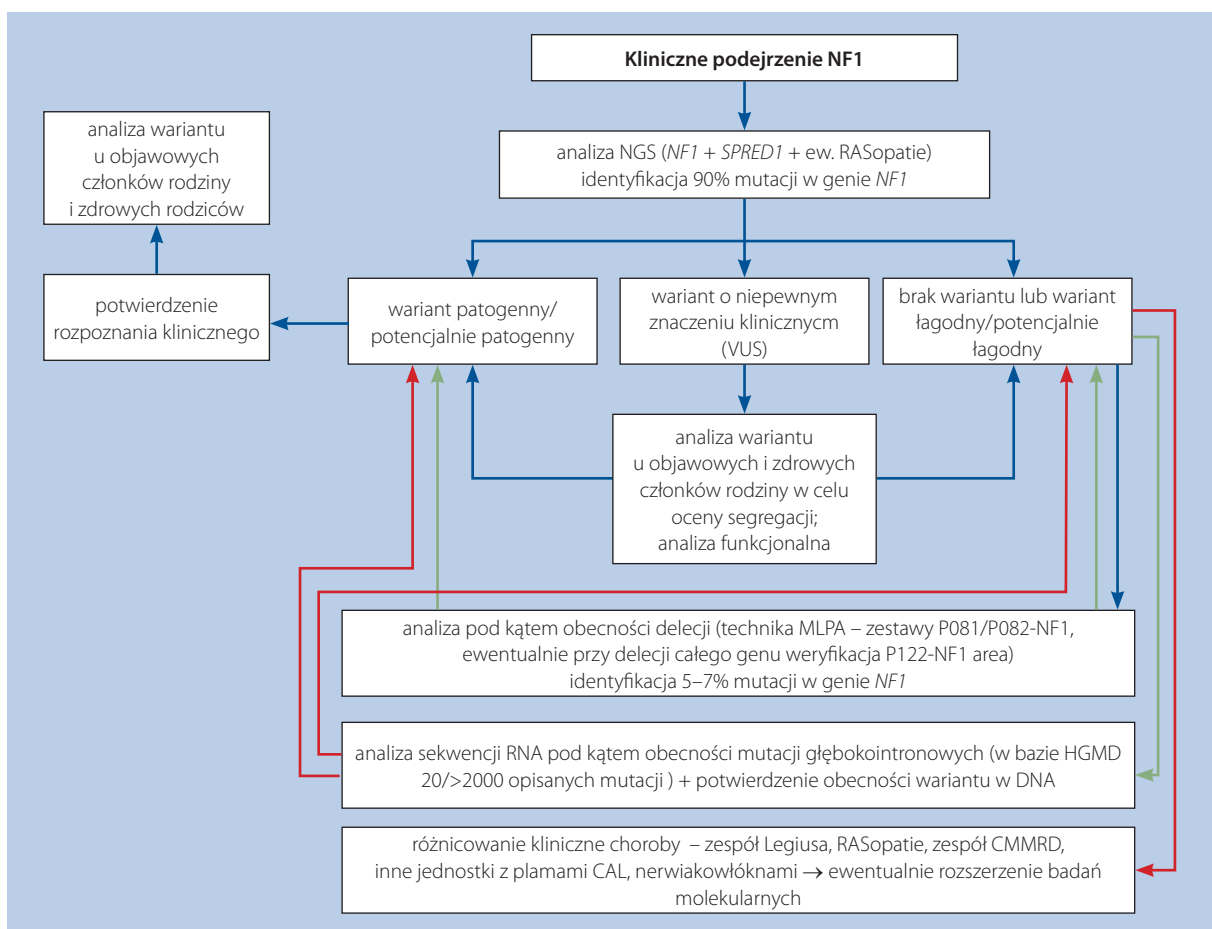 Kliniczne podejrzenie NF1
analiza NGS (NF1 + SPRED1 + ew. RASopatie)
identyfikacja 90% mutacji w genie NF1
analiza wariantu
u objawowych
członków rodziny
i zdrowych rodziców
potwierdzenie
rozpoznania klinicznego
wariant patogenny/
potencjalnie patogenny
wariant o niepewnym
znaczeniu klinicznycm
(VUS)
brak wariantu lub wariant
łagodny/potencjalnie
łagodny
analiza wariantu
u objawowych i zdrowych
członków rodziny w celu
oceny segregacji;
analiza funkcjonalna
analiza pod kątem obecności delecji (technika MLPA – zestawy P081/P082-NF1,
ewentualnie przy delecji całego genu weryfikacja P122-NF1 area)
identyfikacja 5–7% mutacji w genie NF1
analiza sekwencji RNA pod kątem obecności mutacji głębokointronowych (w bazie HGMD
20/>2000 opisanych mutacji ) + potwierdzenie obecności wariantu w DNA
różnicowanie kliniczne choroby – zespół Legiusa, RASopatie, zespół CMMRD,
inne jednostki z plamami CAL, nerwiakowłóknami → ewentualnie rozszerzenie badań
molekularnych